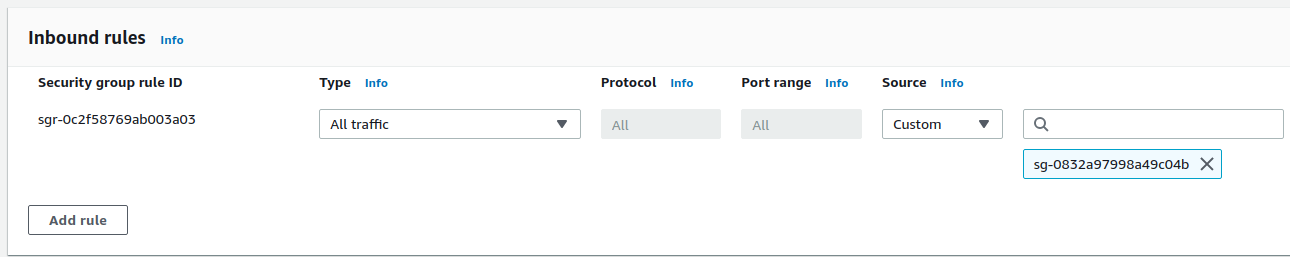 Inbound rules Info
Security group rule ID Type Info Protocol Info Port range Info Source Info
sgr-0c2f58769ab003a03 All traffic All All Custom
sg-0832a97998a49c04b
Add rule